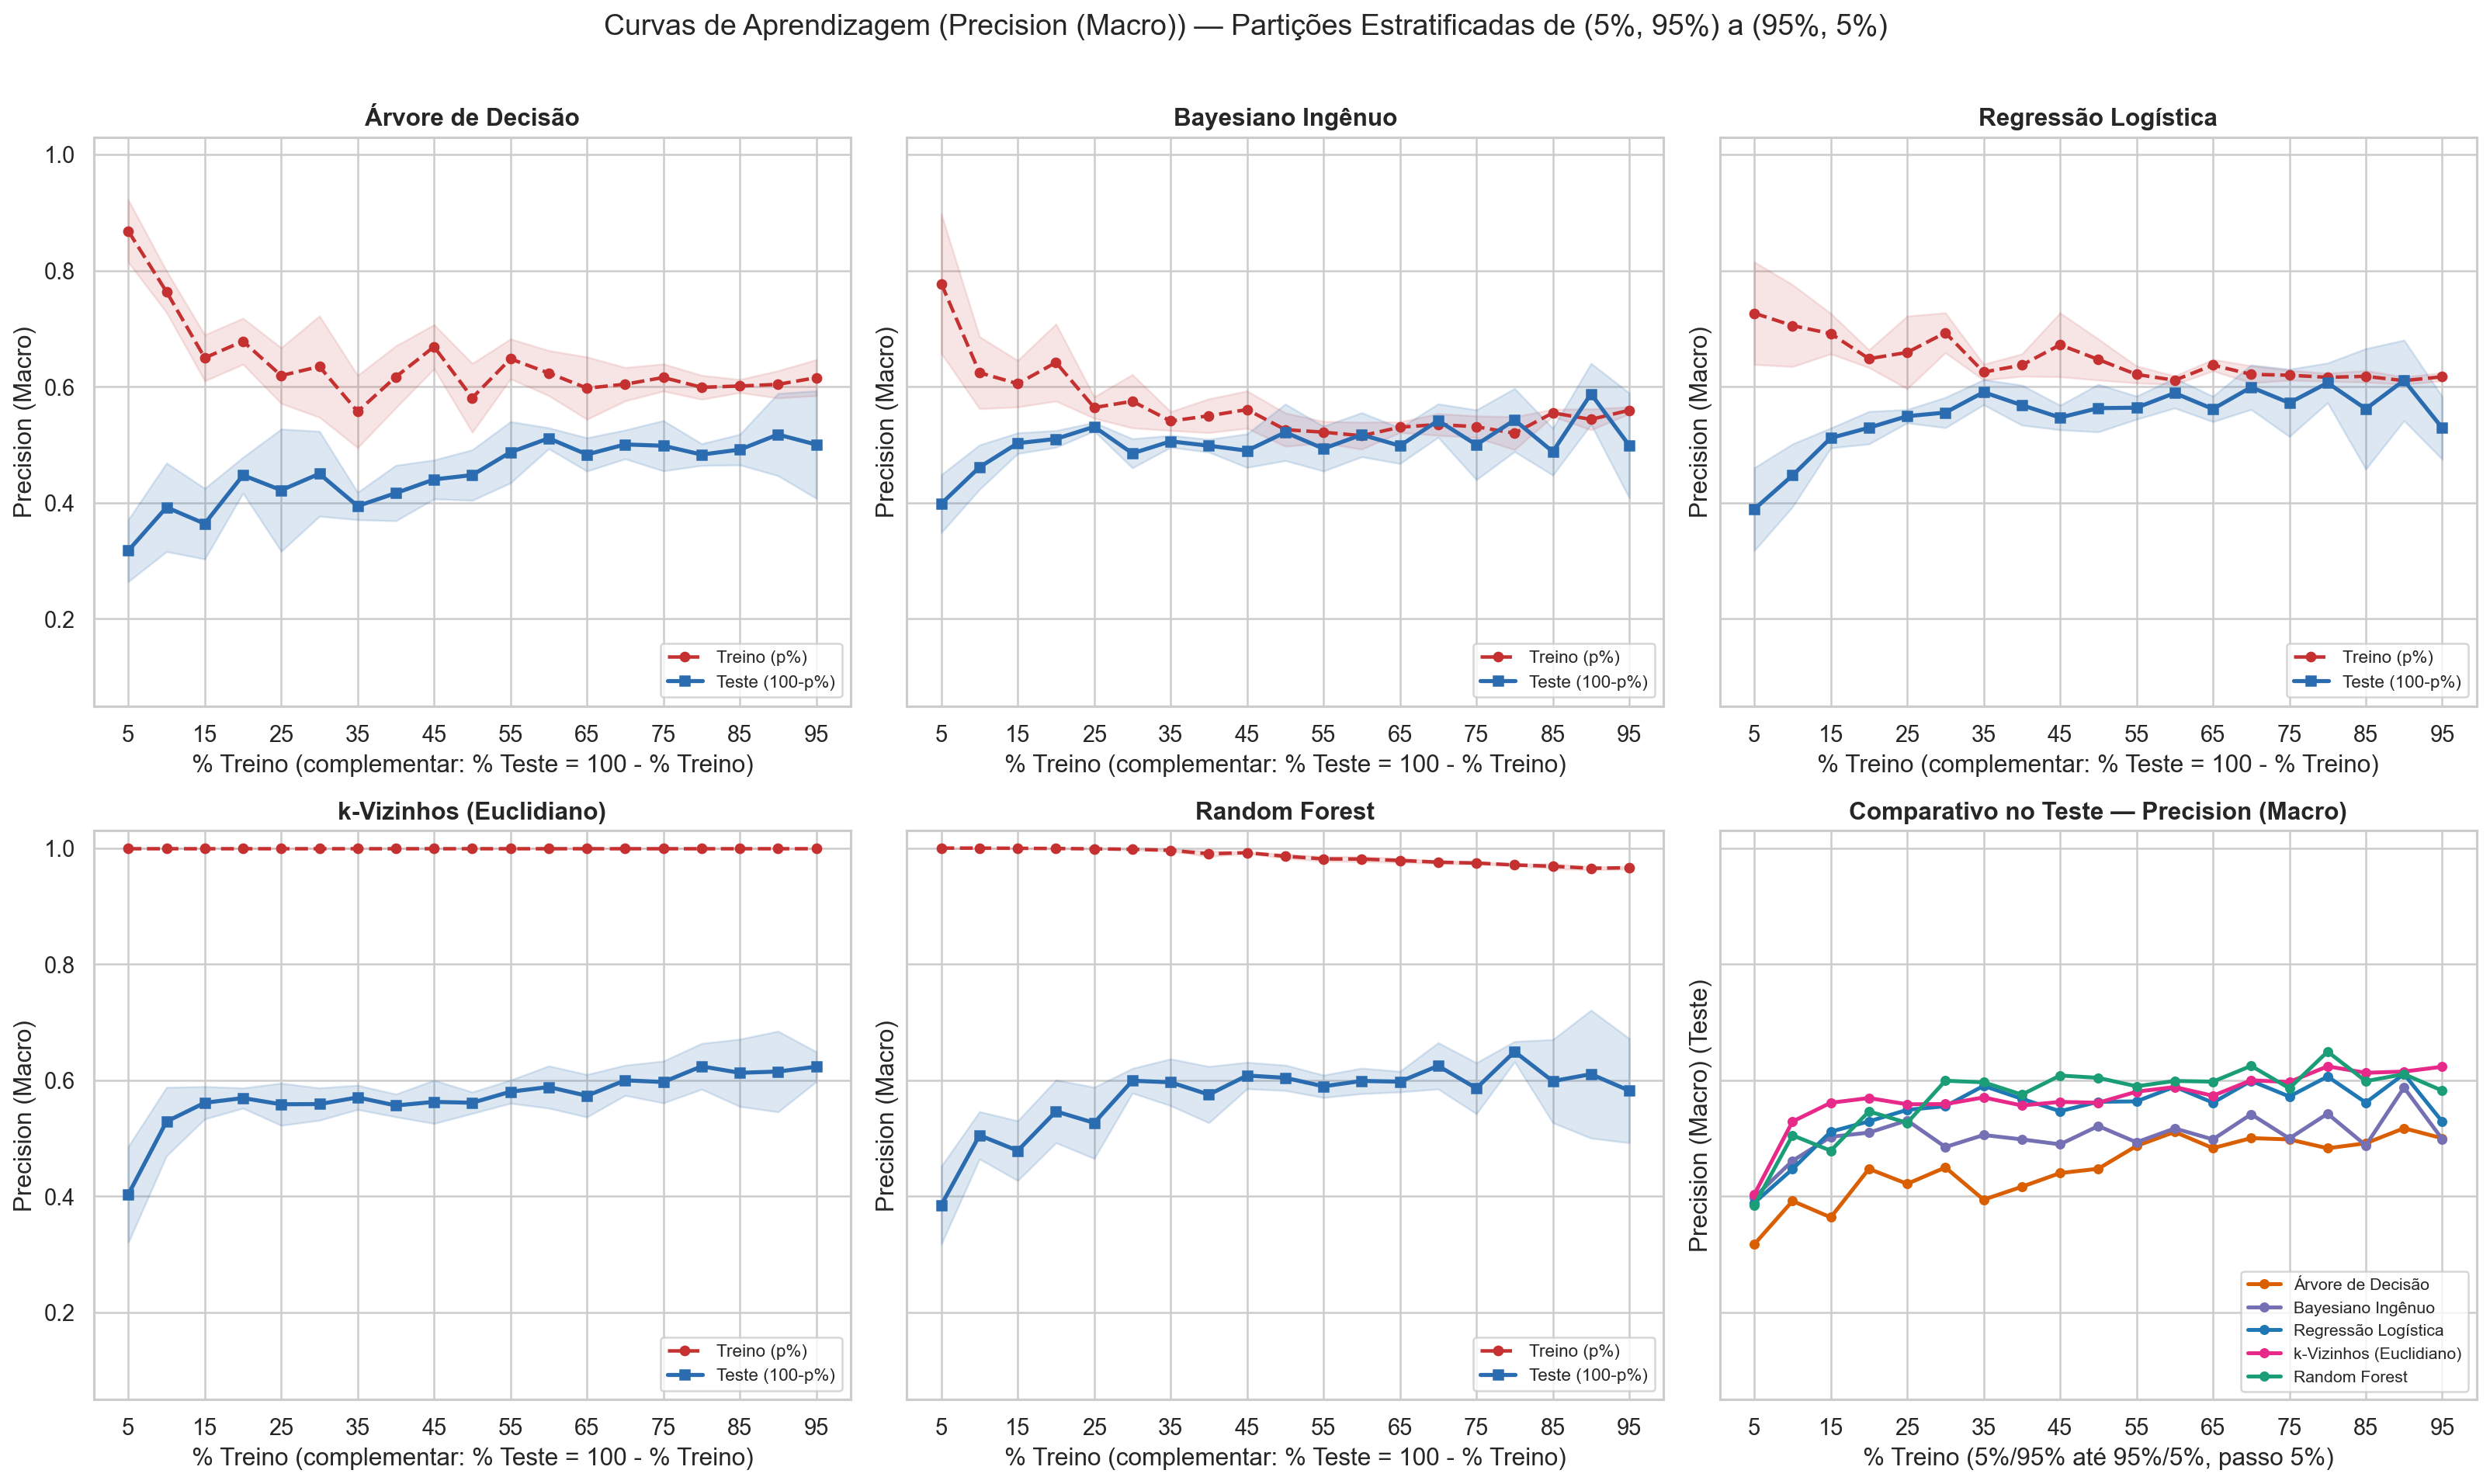 Curvas de Aprendizagem (Precision (Macro)) — Partições Estratificadas de (5%, 95%) a (95%, 5%)
Árvore de Decisão
Precision (Macro)
1.0
0.8
0.6
0.4
0.2
5 15 25 35 45 55 65 75 85 95
% Treino (complementar: % Teste = 100 - % Treino)
Treino (p%)
Teste (100-p%)
Bayesiano Ingênuo
Precision (Macro)
5 15 25 35 45 55 65 75 85 95
% Treino (complementar: % Teste = 100 - % Treino)
Treino (p%)
Teste (100-p%)
Regressão Logística
Precision (Macro)
5 15 25 35 45 55 65 75 85 95
% Treino (complementar: % Teste = 100 - % Treino)
Treino (p%)
Teste (100-p%)
k-Vizinhos (Euclidiano)
Precision (Macro)
1.0
0.8
0.6
0.4
0.2
5 15 25 35 45 55 65 75 85 95
% Treino (complementar: % Teste = 100 - % Treino)
Treino (p%)
Teste (100-p%)
Random Forest
Precision (Macro)
5 15 25 35 45 55 65 75 85 95
% Treino (complementar: % Teste = 100 - % Treino)
Treino (p%)
Teste (100-p%)
Comparativo no Teste — Precision (Macro)
Precision (Macro) (Teste)
5 15 25 35 45 55 65 75 85 95
% Treino (5%/95% até 95%/5%, passo 5%)
Árvore de Decisão
Bayesiano Ingênuo
Regressão Logística
k-Vizinhos (Euclidiano)
Random Forest